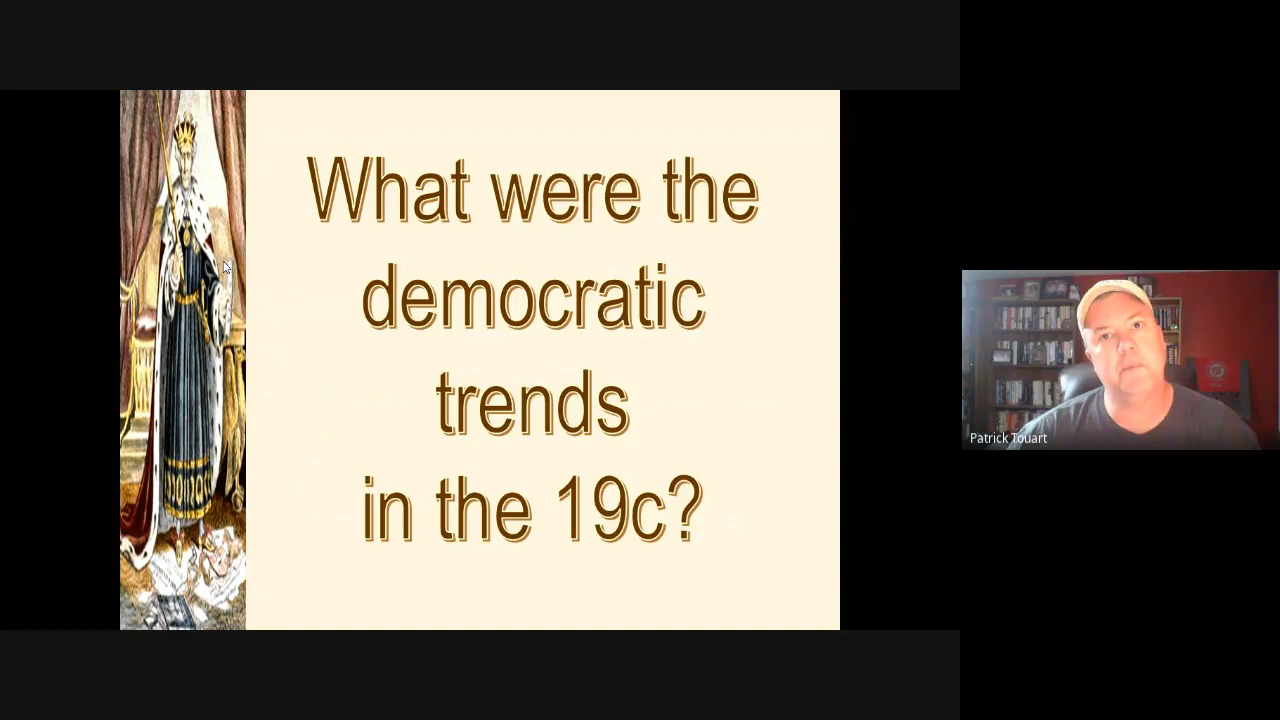 What were the
democratic
trends
in the 19c?
Patrick Touart